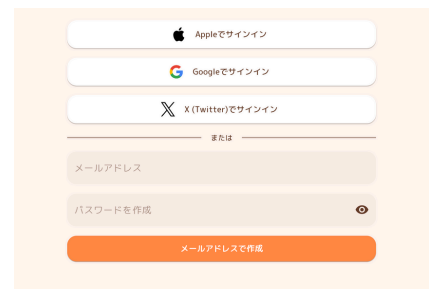 Appleでサインイン
Googleでサインイン
X (Twitter)でサインイン
または
メールアドレス
パスワードを作成
メールアドレスで作成